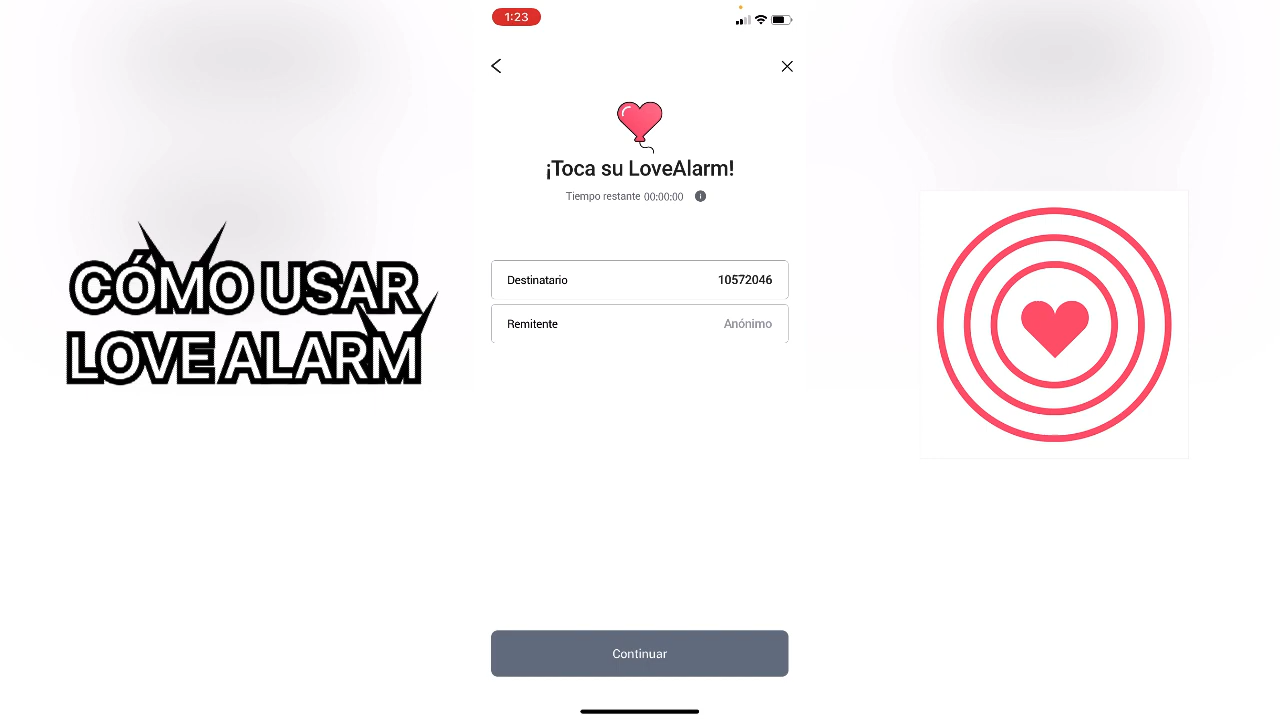 1:23
¡Toca su LoveAlarm!
Tiempo restante 00:00:00
CÓMO USAR
LOVE ALARM
Destinatario 10572046
Remitente Anónimo
Continuar